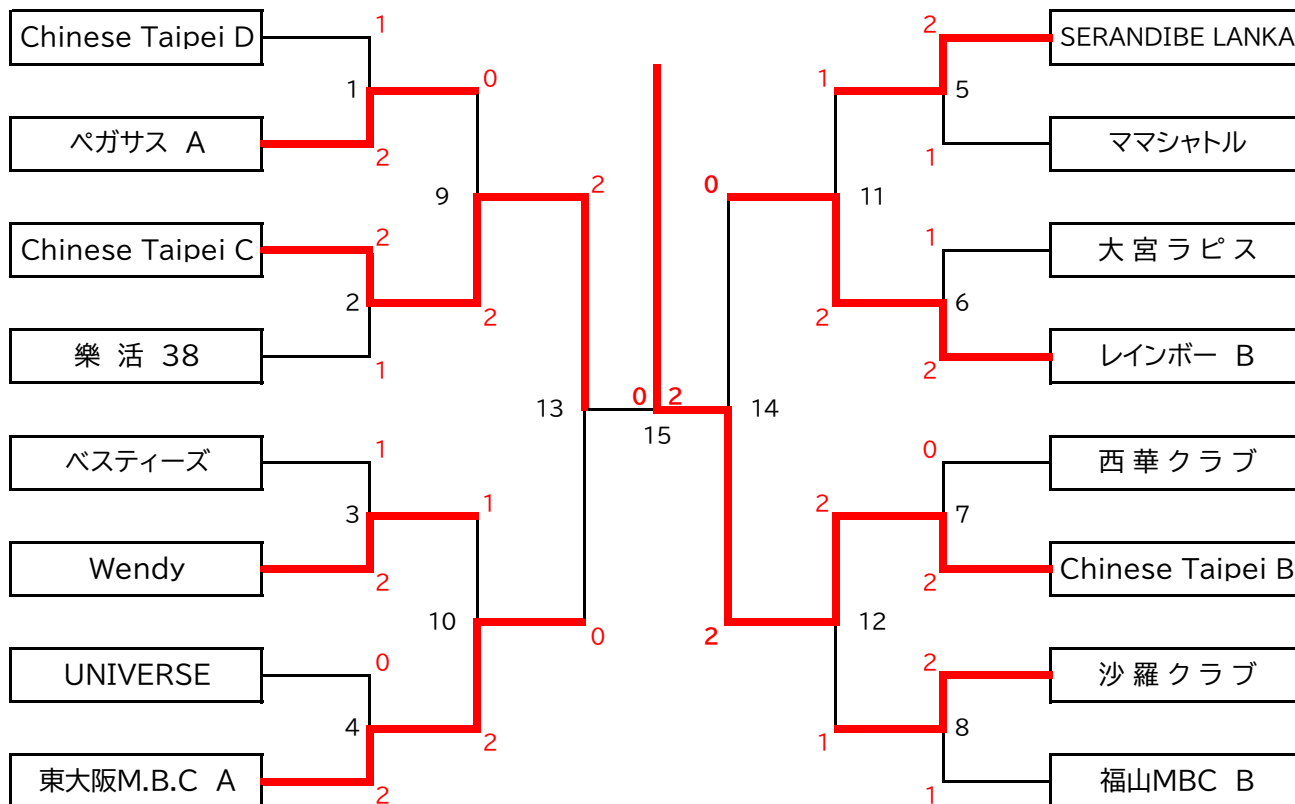 1
2
Chinese Taipei D
SERANDIBE LANKA
0
1
1
5
ペガサス A
ママシャトル
2
1
9
2
0
11
Chinese Taipei C
2
1
大 宮 ラ ピ ス
2
6
2
2
樂 活 38
レインボー B
1
2
13
0 2
14
15
ベスティーズ
1
0
西 華 ク ラ ブ
3
1
2
7
Wendy
Chinese Taipei B
2
2
10
0
2
12
UNIVERSE
0
2
沙 羅 ク ラ ブ
4
8
2
1
東大阪M.B.C A
福山MBC B
2
1